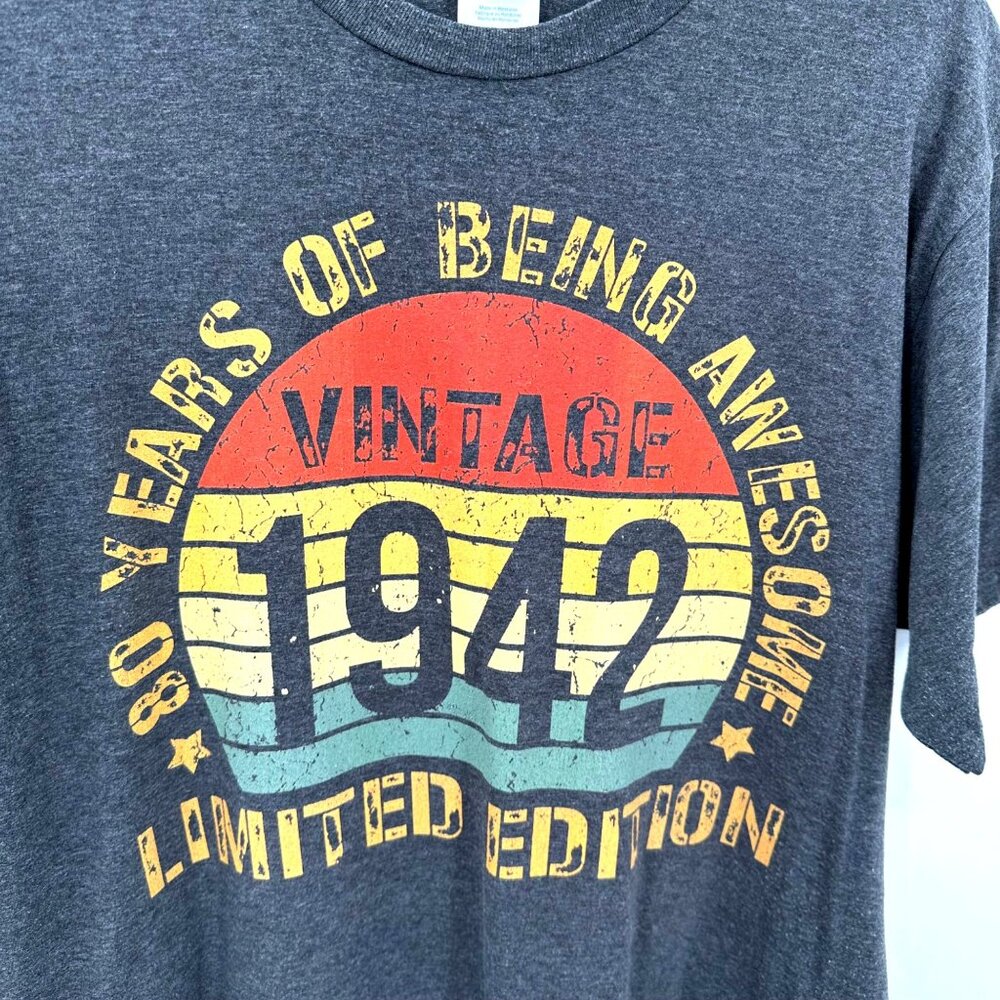 80 YEARS OF BEING AWESOME
VINTAGE
1942
LIMITED EDITION